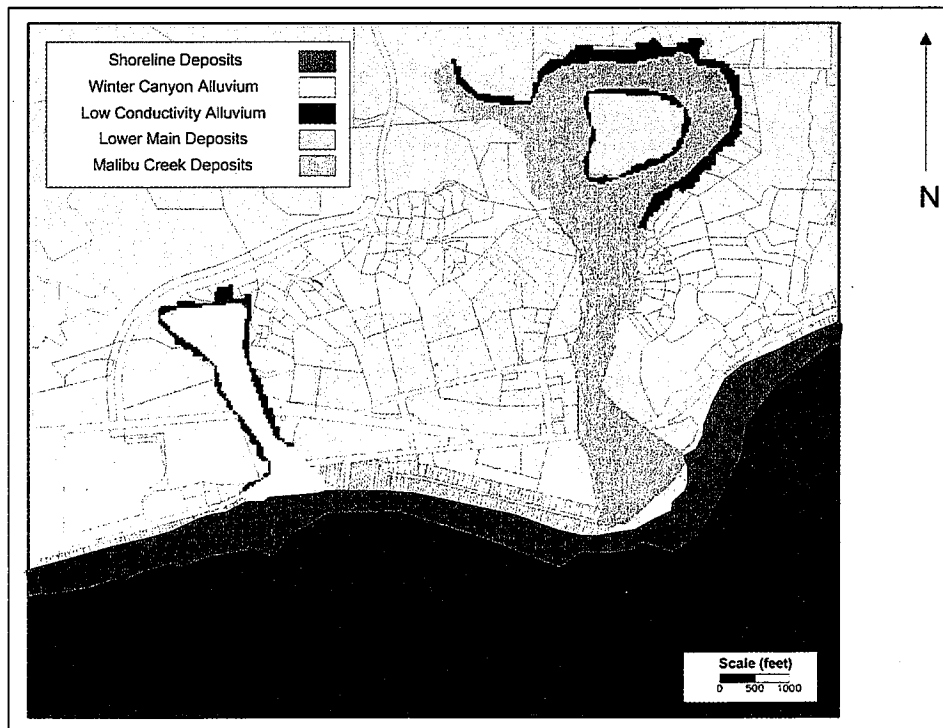 Shoreline Deposits
Winter Canyon Alluvium
Low Conductivity Alluvium
Lower Main Deposits
Malibu Creek Deposits
N
Scale (feet)
0 500 1000